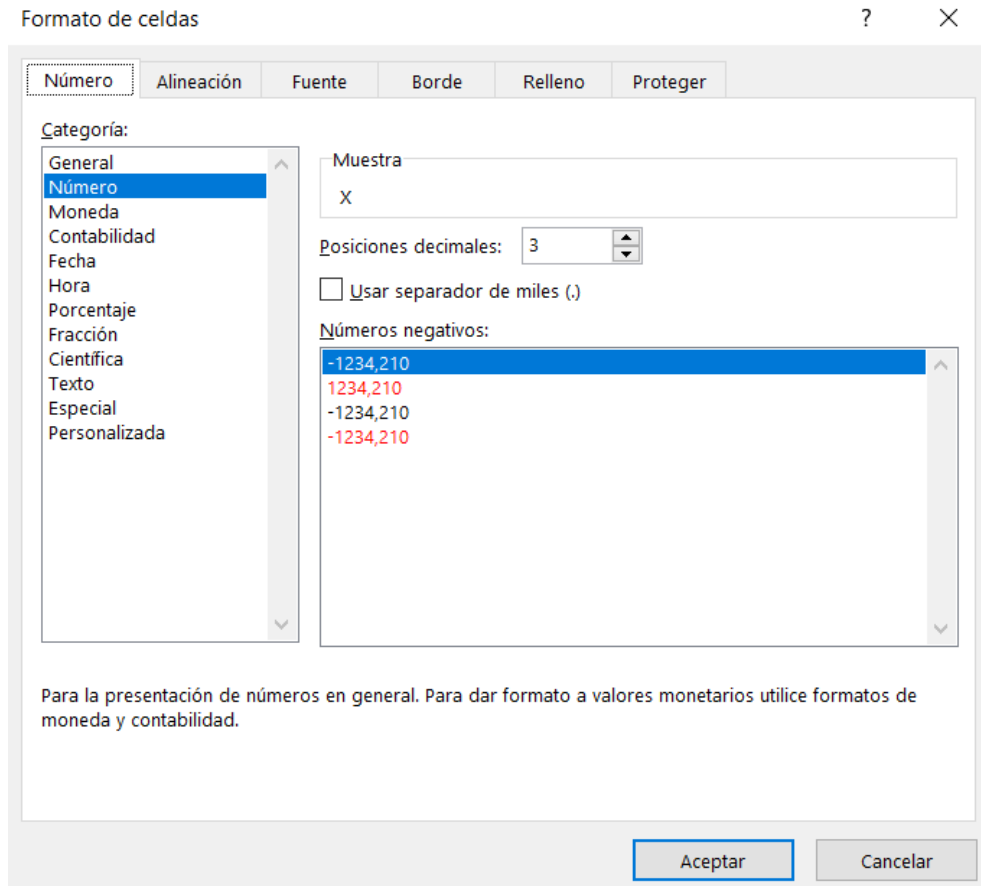 Formato de celdas
?
Número
Alineación
Fuente
Borde
Relleno
Proteger
Categoría:
General
Número
Moneda
Contabilidad
Fecha
Hora
Porcentaje
Fracción
Científica
Texto
Especial
Personalizada
Muestra
X
Posiciones decimales: 3
Usar separador de miles (.)
Números negativos:
-1234,210
1234,210
-1234,210
-1234,210
Para la presentación de números en general. Para dar formato a valores monetarios utilice formatos de
moneda y contabilidad.
Aceptar
Cancelar